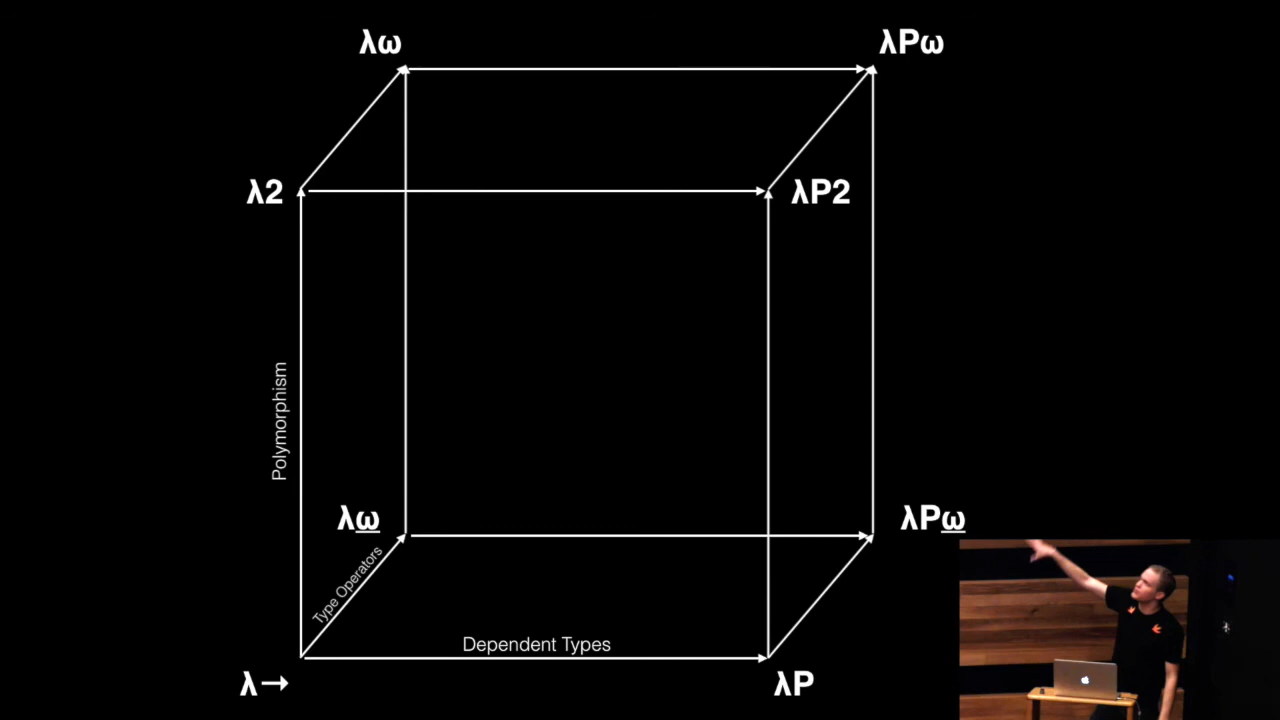 λω
λPω
λ2
λP2
Polymorphism
λω̲
λPω̲
Type Operators
Dependent Types
λ→
λP